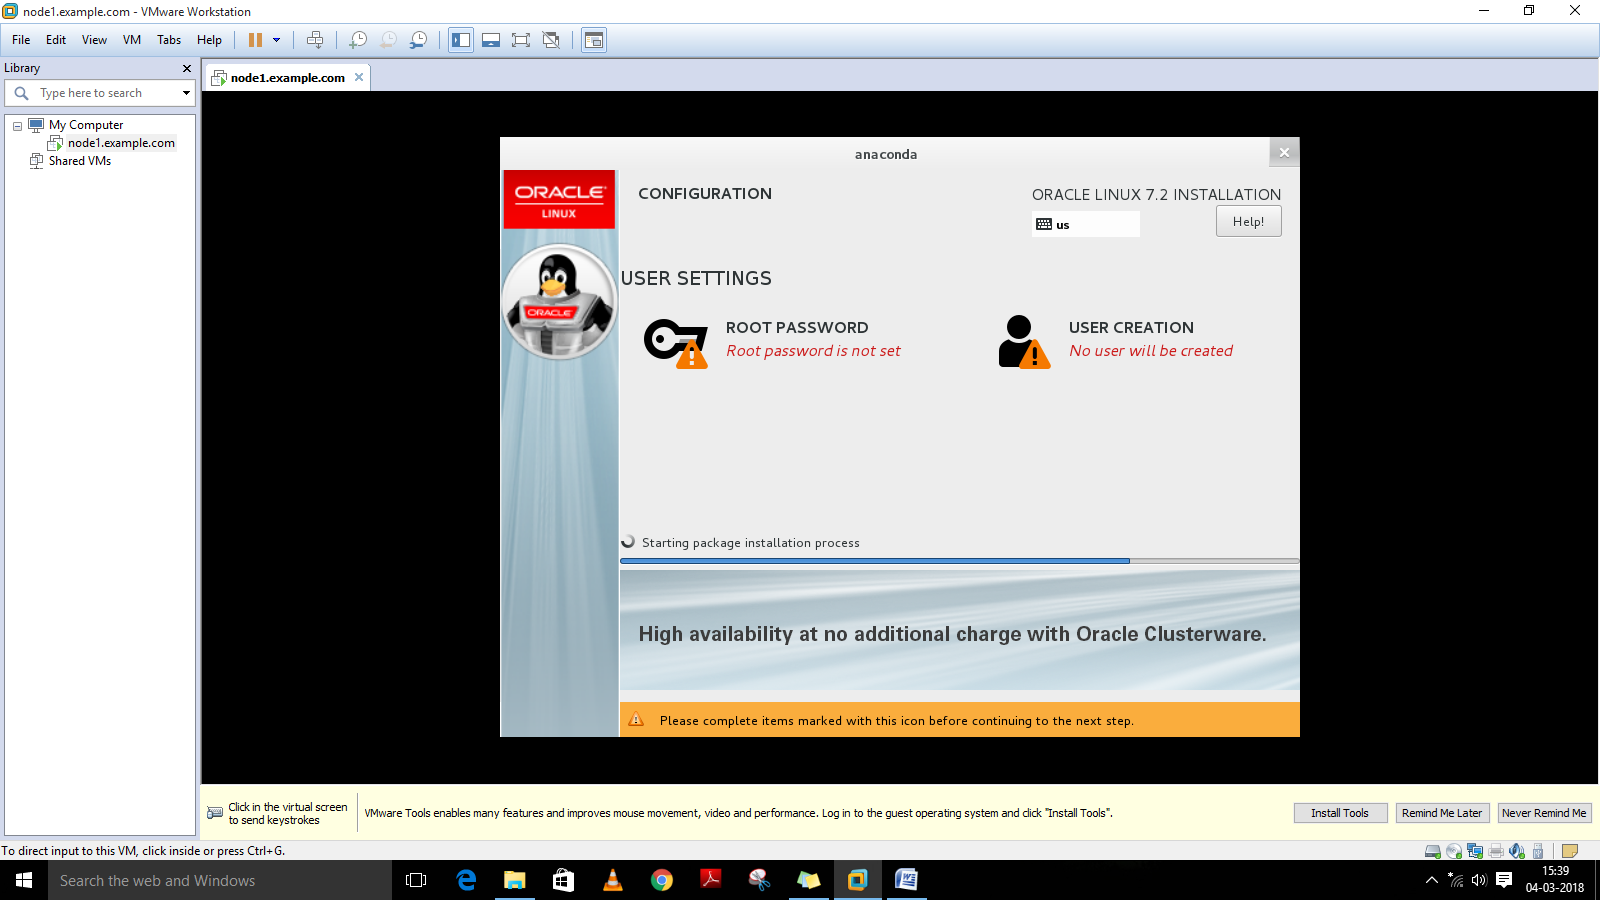 node1.example.com - VMware Workstation
File Edit View VM Tabs Help
Library
node1.example.com
Type here to search
My Computer
node1.example.com
Shared VMs
anaconda
ORACLE
LINUX
CONFIGURATION
ORACLE LINUX 7.2 INSTALLATION
us
Help!
ORACLE
USER SETTINGS
ROOT PASSWORD
Root password is not set
USER CREATION
No user will be created
Starting package installation process
High availability at no additional charge with Oracle Clusterware.
Please complete items marked with this icon before continuing to the next step.
Click in the virtual screen
to send keystrokes
VMware Tools enables many features and improves mouse movement, video and performance. Log in to the guest operating system and click "Install Tools".
Install Tools
Remind Me Later
Never Remind Me
To direct input to this VM, click inside or press Ctrl+G.
Search the web and Windows
15:39
04-03-2018